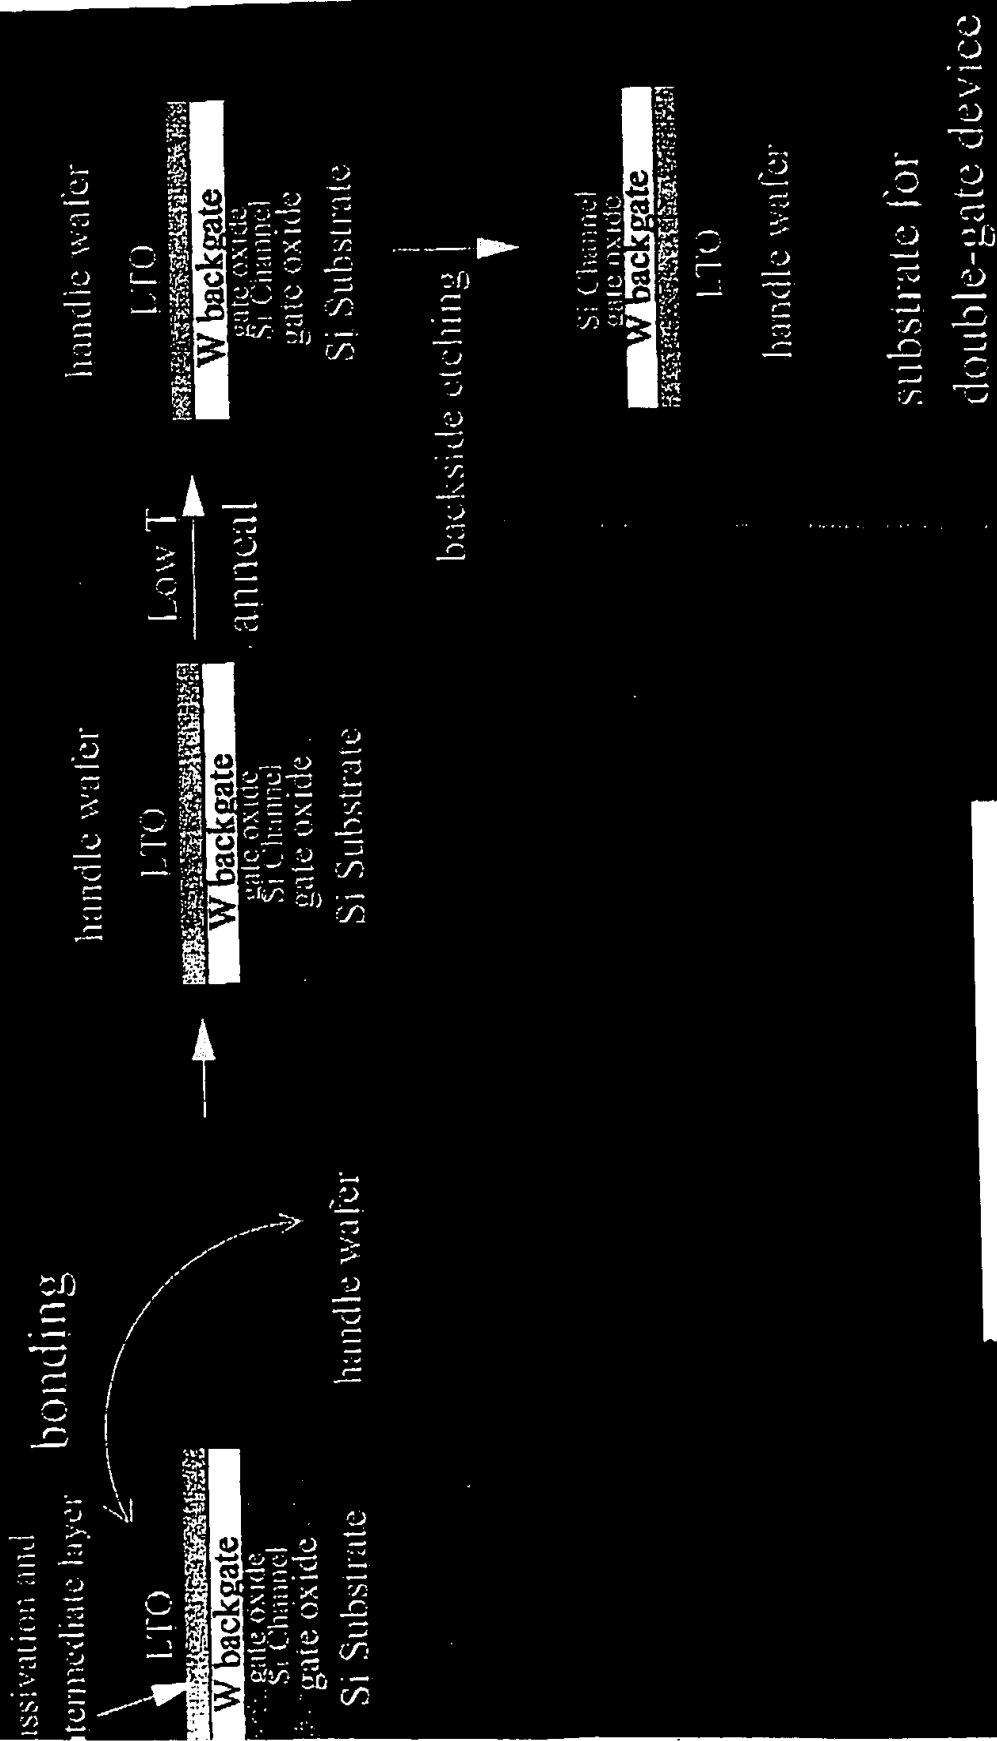 ssivation and
termediate layer
LTO
W backgate
gate oxide
Si Channel
gate oxide
Si Substrate
bonding
handle wafer
handle wafer
LTO
W backgate
gate oxide
Si Channel
gate oxide
Si Substrate
Low T
anneal
handle wafer
LTO
W backgate
gate oxide
Si Channel
gate oxide
Si Substrate
backside etching
Si Channel
gate oxide
W backgate
LTO
handle wafer
substrate for
double-gate device